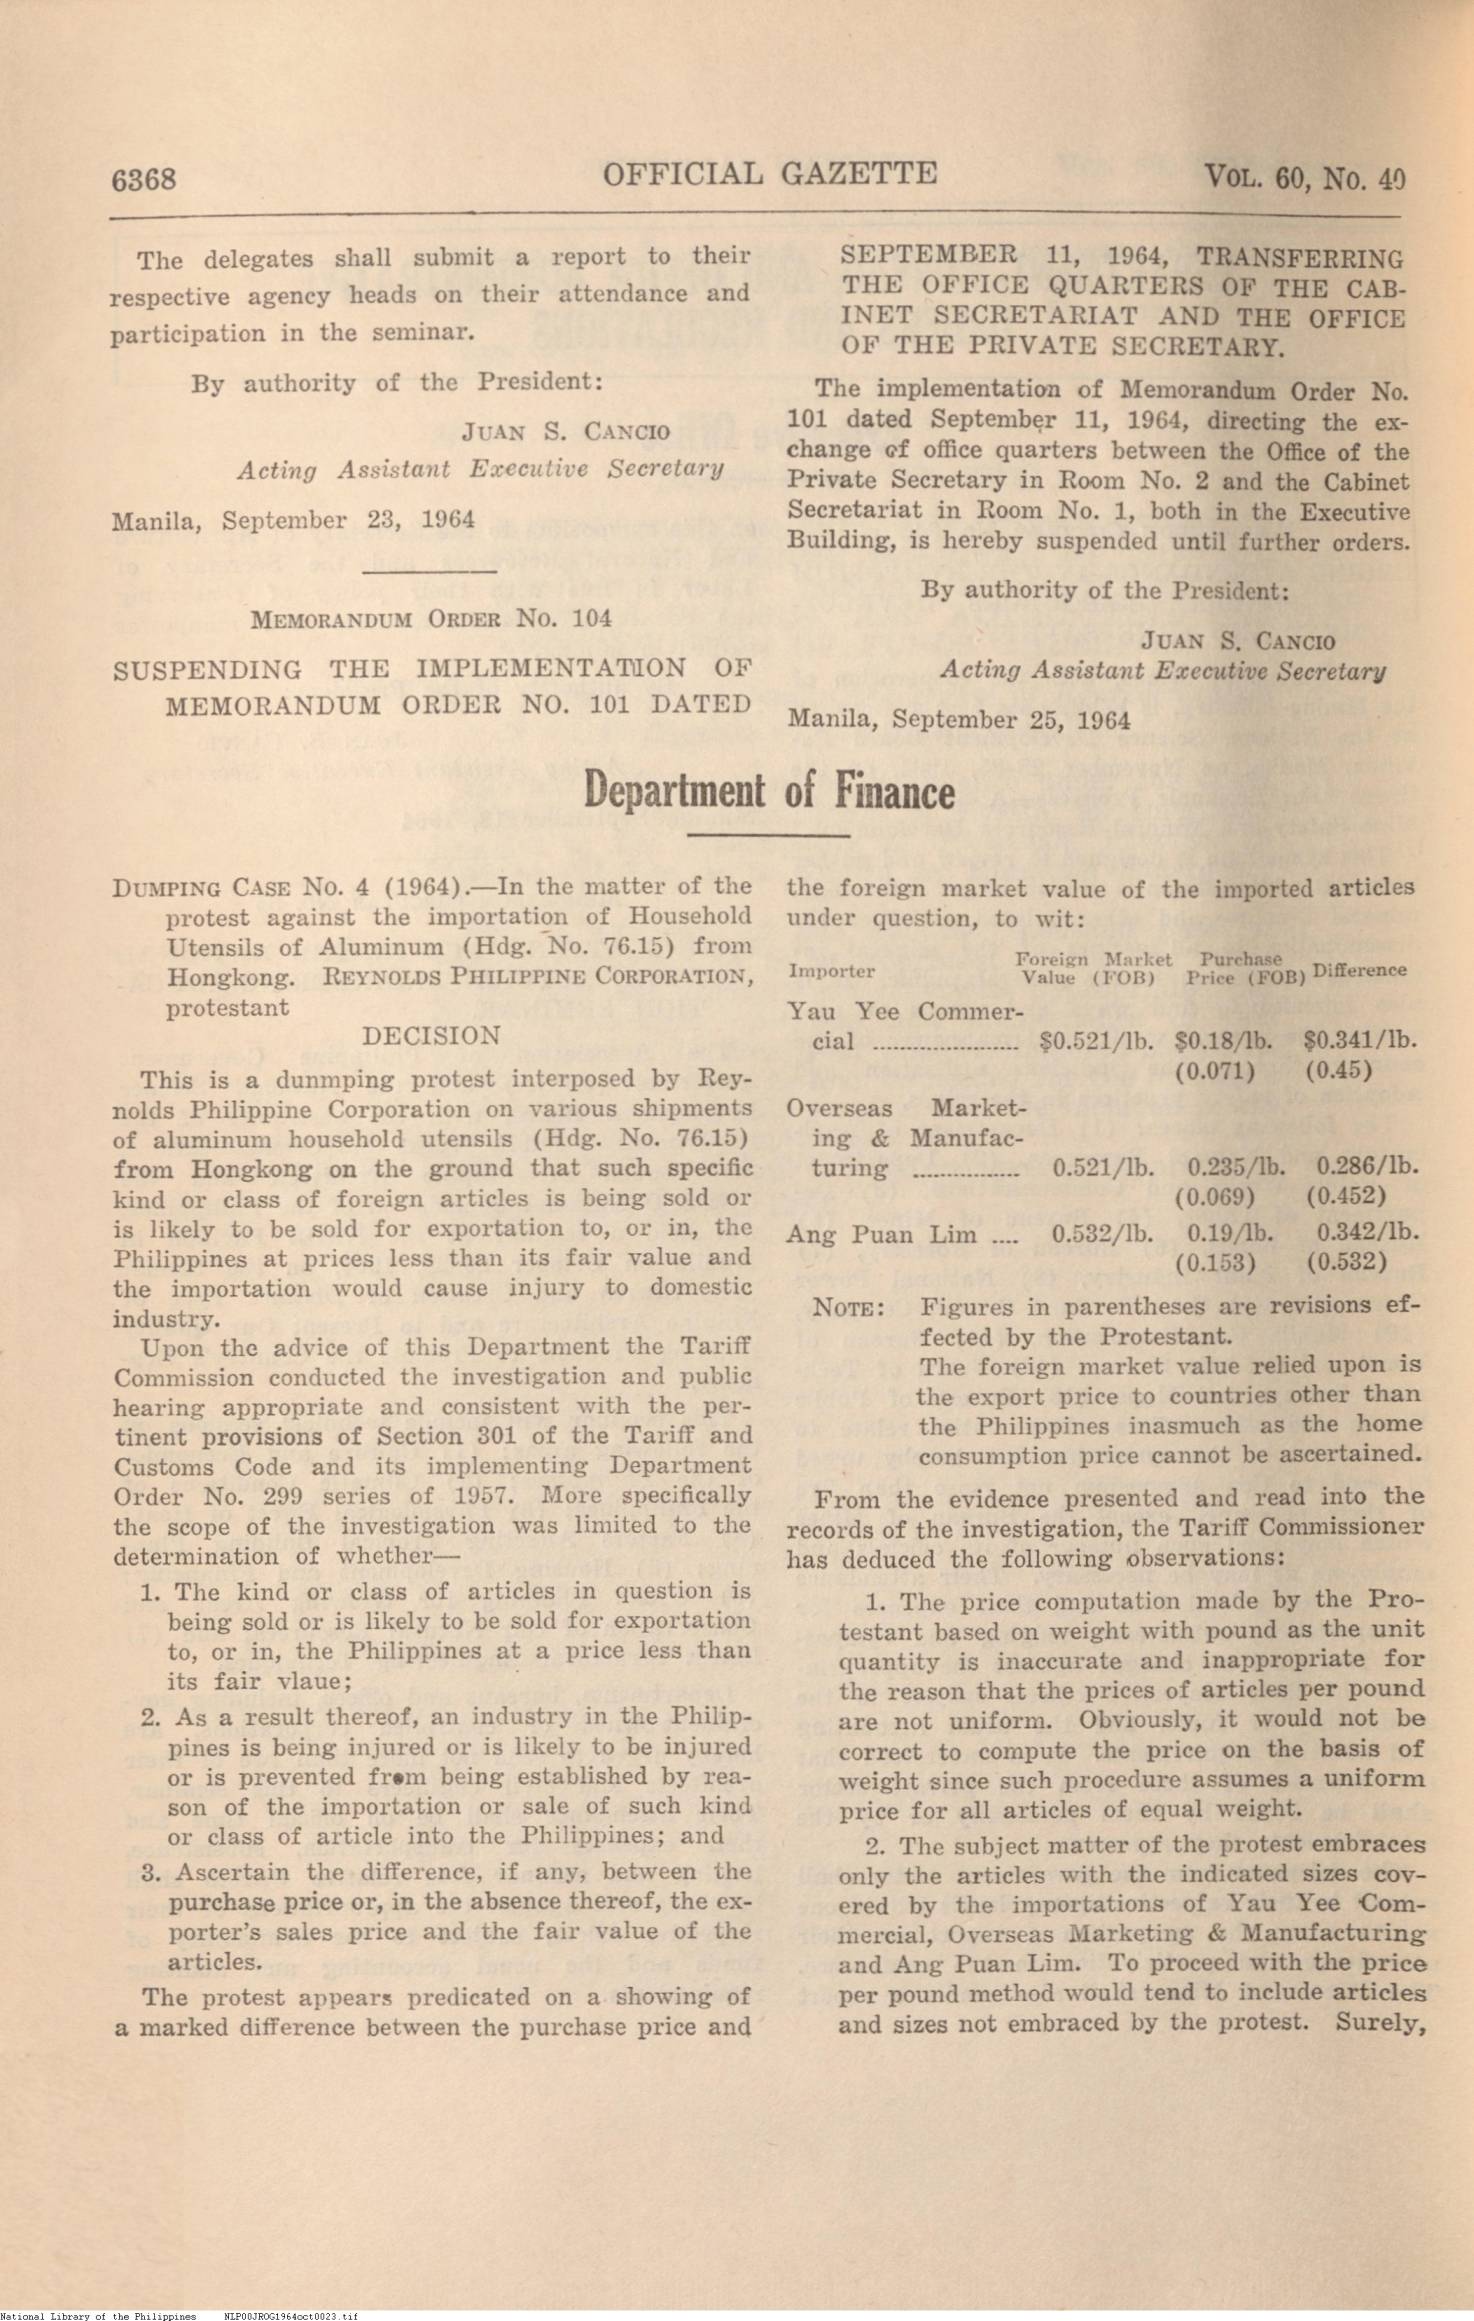 6368
OFFICIAL GAZETTE
VOL. 60, NO. 40
The delegates shall submit a report to their
respective agency heads on their attendance and
participation in the seminar.
By authority of the President:
JUAN S. CANCIO
Acting Assistant Executive Secretary
Manila, September 23, 1964
MEMORANDUM ORDER NO. 104
SUSPENDING THE IMPLEMENTATION OF
MEMORANDUM ORDER NO. 101 DATED
SEPTEMBER 11, 1964, TRANSFERRING
THE OFFICE QUARTERS OF THE CAB-
INET SECRETARIAT AND THE OFFICE
OF THE PRIVATE SECRETARY.
The implementation of Memorandum Order No.
101 dated September 11, 1964, directing the ex-
change of office quarters between the Office of the
Private Secretary in Room No. 2 and the Cabinet
Secretariat in Room No. 1, both in the Executive
Building, is hereby suspended until further orders.
By authority of the President:
JUAN S. CANCIO
Acting Assistant Executive Secretary
Manila, September 25, 1964
Department of Finance
DUMPING CASE NO. 4 (1964).—In the matter of the
protest against the importation of Household
Utensils of Aluminum (Hdg. No. 76.15) from
Hongkong. REYNOLDS PHILIPPINE CORPORATION,
protestant
DECISION
This is a dunmping protest interposed by Rey-
nolds Philippine Corporation on various shipments
of aluminum household utensils (Hdg. No. 76.15)
from Hongkong on the ground that such specific
kind or class of foreign articles is being sold or
is likely to be sold for exportation to, or in, the
Philippines at prices less than its fair value and
the importation would cause injury to domestic
industry.
Upon the advice of this Department the Tariff
Commission conducted the investigation and public
hearing appropriate and consistent with the per-
tinent provisions of Section 301 of the Tariff and
Customs Code and its implementing Department
Order No. 299 series of 1957. More specifically
the scope of the investigation was limited to the
determination of whether—
1. The kind or class of articles in question is
being sold or is likely to be sold for exportation
to, or in, the Philippines at a price less than
its fair vlaue;
2. As a result thereof, an industry in the Philip-
pines is being injured or is likely to be injured
or is prevented from being established by rea-
son of the importation or sale of such kind
or class of article into the Philippines; and
3. Ascertain the difference, if any, between the
purchase price or, in the absence thereof, the ex-
porter's sales price and the fair value of the
articles.
The protest appears predicated on a showing of
a marked difference between the purchase price and
the foreign market value of the imported articles
under question, to wit:
Importer Foreign Market Value (FOB) Purchase Price (FOB) Difference
Yau Yee Commer-
cial ...................... $0.521/lb. $0.18/lb. $0.341/lb.
(0.071) (0.45)
Overseas Market-
ing & Manufac-
turing ................ 0.521/lb. 0.235/lb. 0.286/lb.
(0.069) (0.452)
Ang Puan Lim .... 0.532/lb. 0.19/lb. 0.342/lb.
(0.153) (0.532)
NOTE: Figures in parentheses are revisions ef-
fected by the Protestant.
The foreign market value relied upon is
the export price to countries other than
the Philippines inasmuch as the home
consumption price cannot be ascertained.
From the evidence presented and read into the
records of the investigation, the Tariff Commissioner
has deduced the following observations:
1. The price computation made by the Pro-
testant based on weight with pound as the unit
quantity is inaccurate and inappropriate for
the reason that the prices of articles per pound
are not uniform. Obviously, it would not be
correct to compute the price on the basis of
weight since such procedure assumes a uniform
price for all articles of equal weight.
2. The subject matter of the protest embraces
only the articles with the indicated sizes cov-
ered by the importations of Yau Yee Com-
mercial, Overseas Marketing & Manufacturing
and Ang Puan Lim. To proceed with the price
per pound method would tend to include articles
and sizes not embraced by the protest. Surely,
National Library of the Philippines NLP00JROG1964oct0023.tif